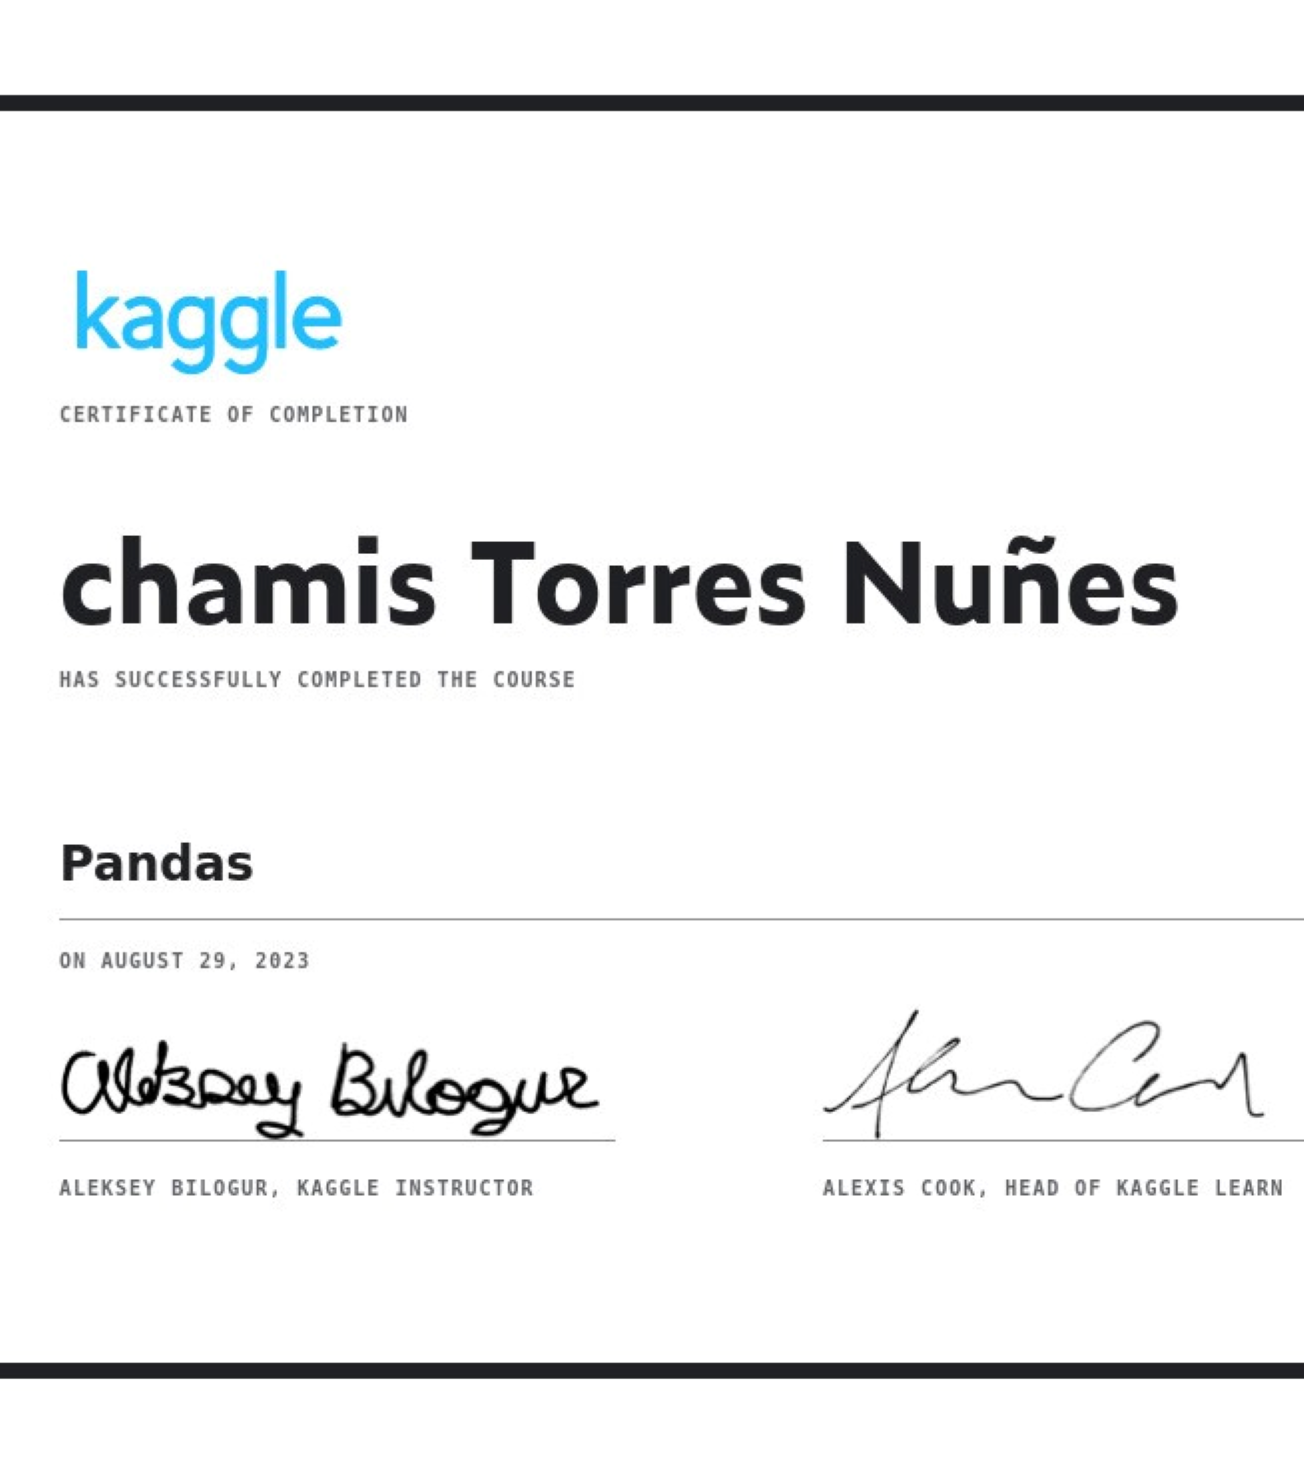 kaggle
CERTIFICATE OF COMPLETION
chamis Torres Nuñes
HAS SUCCESSFULLY COMPLETED THE COURSE
Pandas
ON AUGUST 29, 2023
Aleksey Bilogur
Alexis Cook
ALEKSEY BILOGUR, KAGGLE INSTRUCTOR
ALEXIS COOK, HEAD OF KAGGLE LEARN